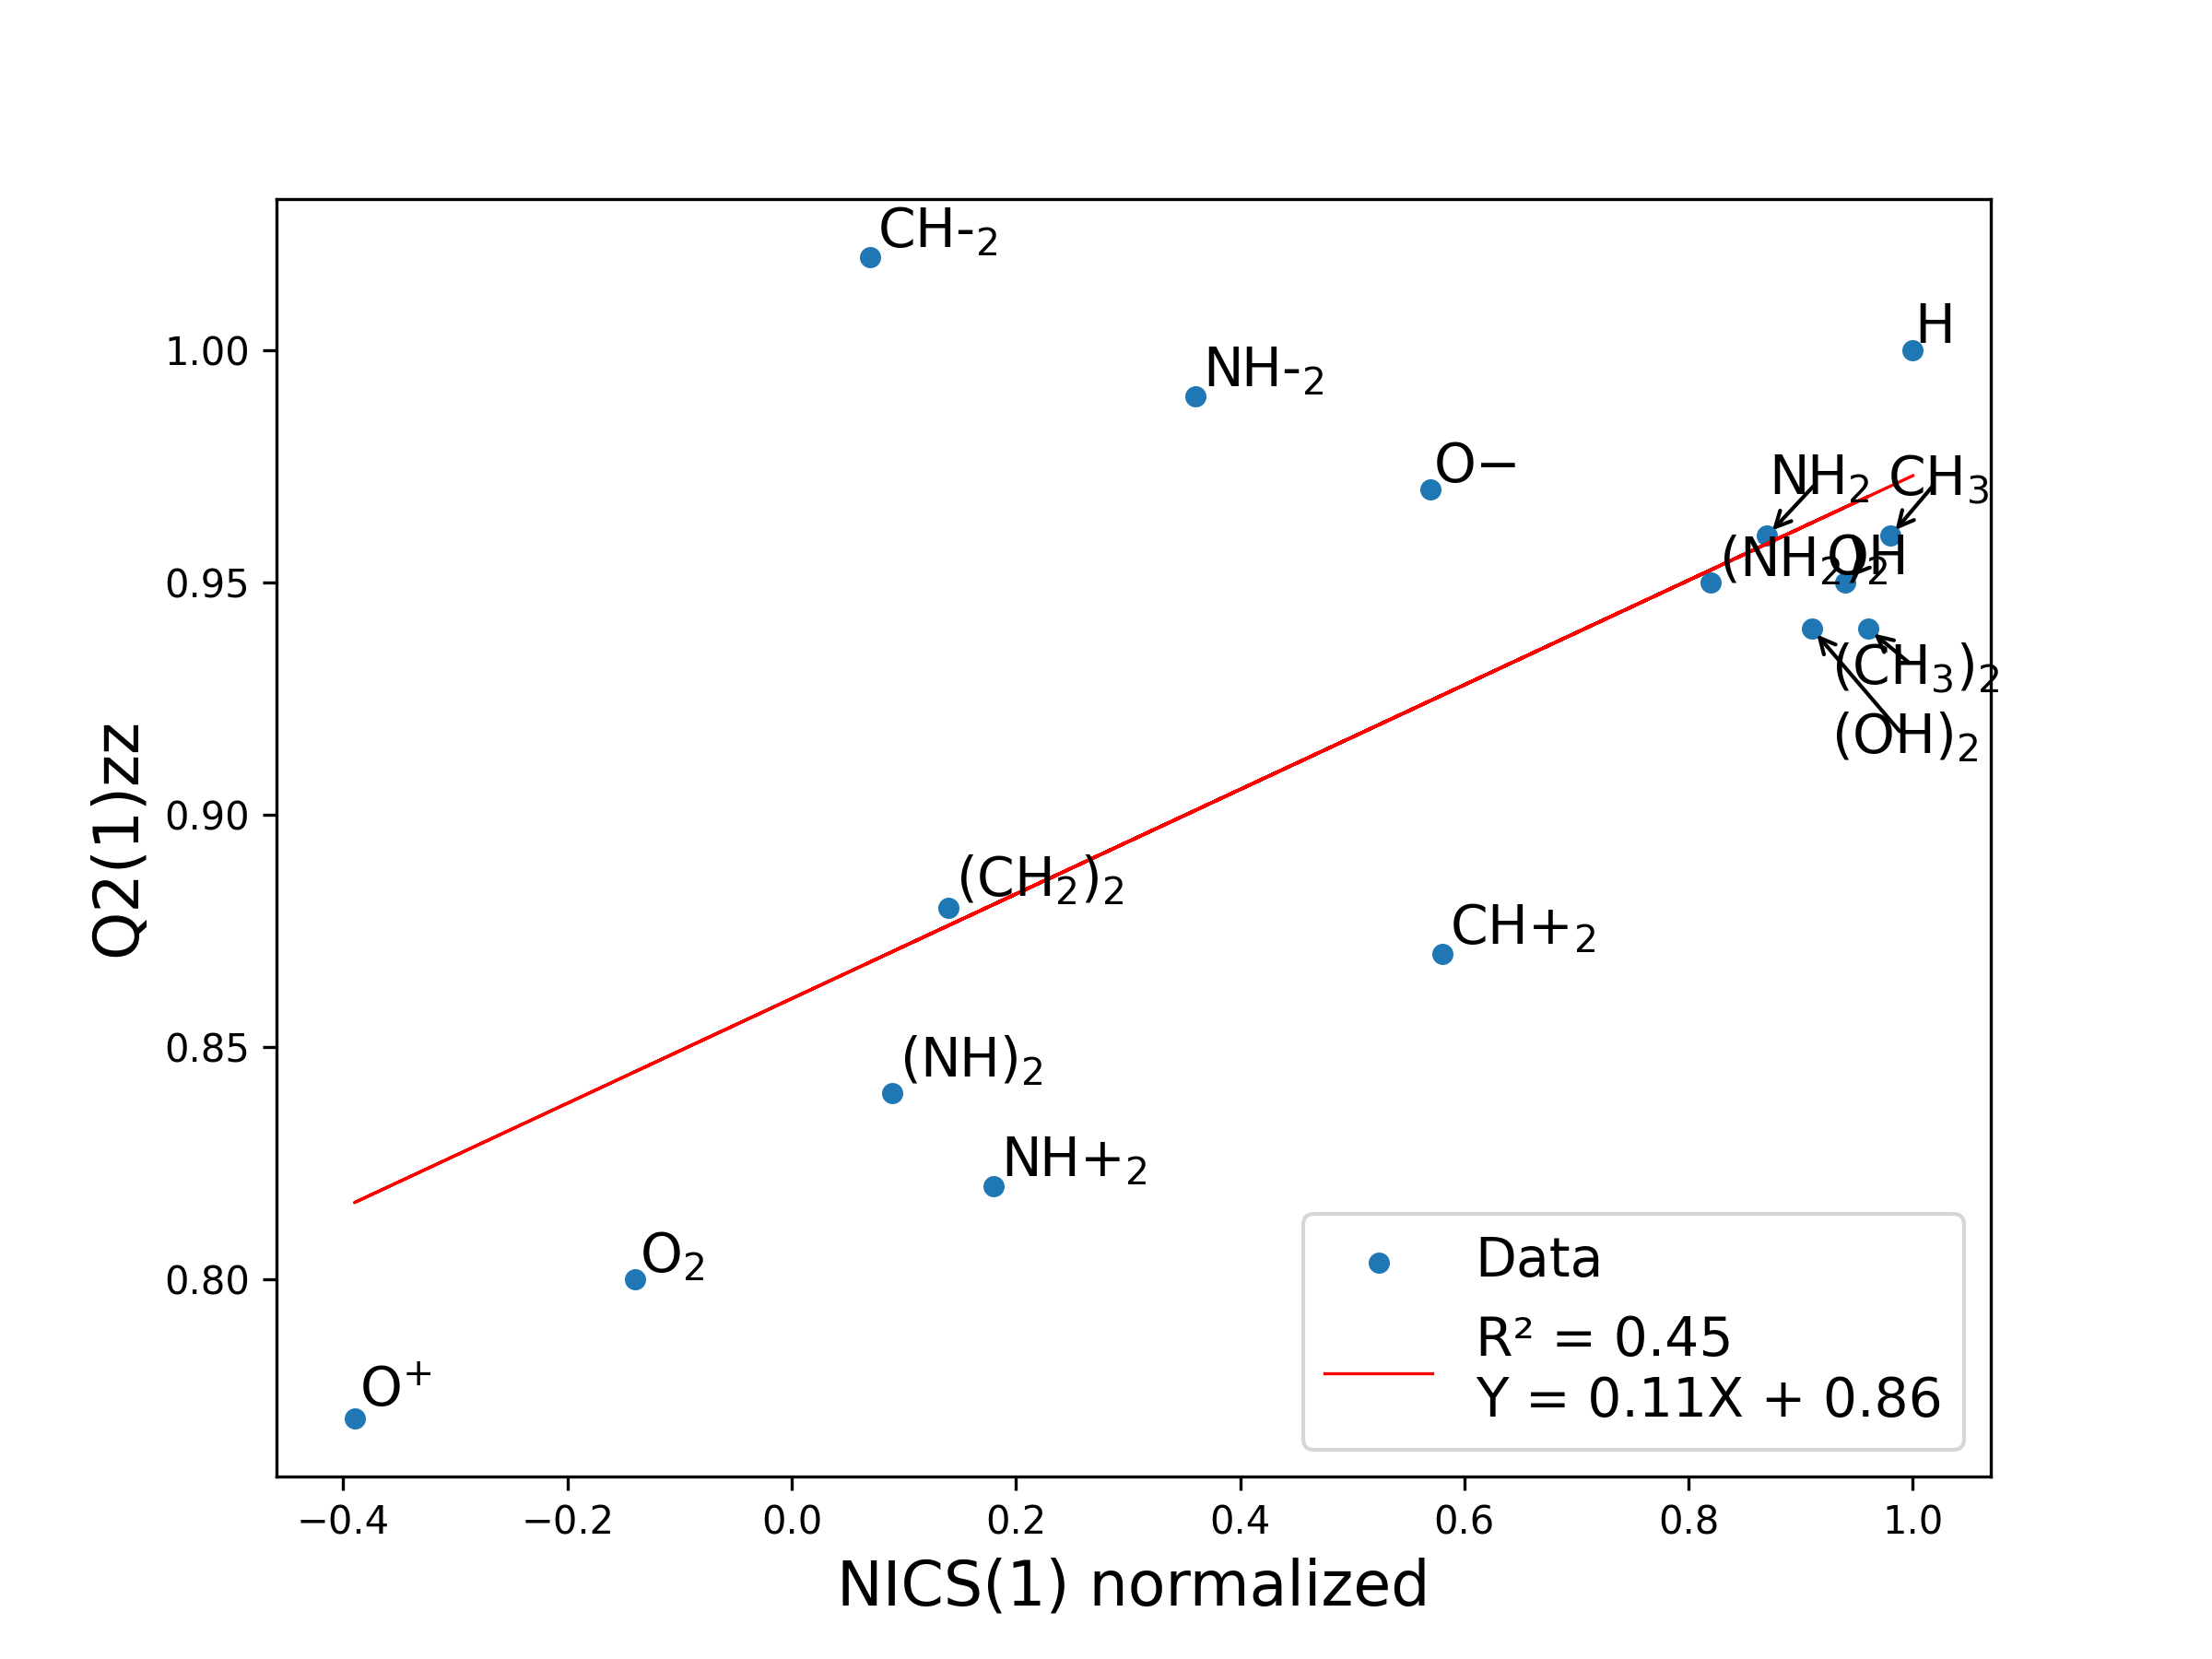 CH-₂
H
NH-₂
O−
NH₂
CH₃
(NH₂)₂
OH
(CH₃)₂
(OH)₂
(CH₂)₂
CH+₂
(NH)₂
NH+₂
O₂
O⁺
1.00
0.95
0.90
0.85
0.80
Q2(1)zz
Data
R² = 0.45
Y = 0.11X + 0.86
−0.4 −0.2 0.0 0.2 0.4 0.6 0.8 1.0
NICS(1) normalized